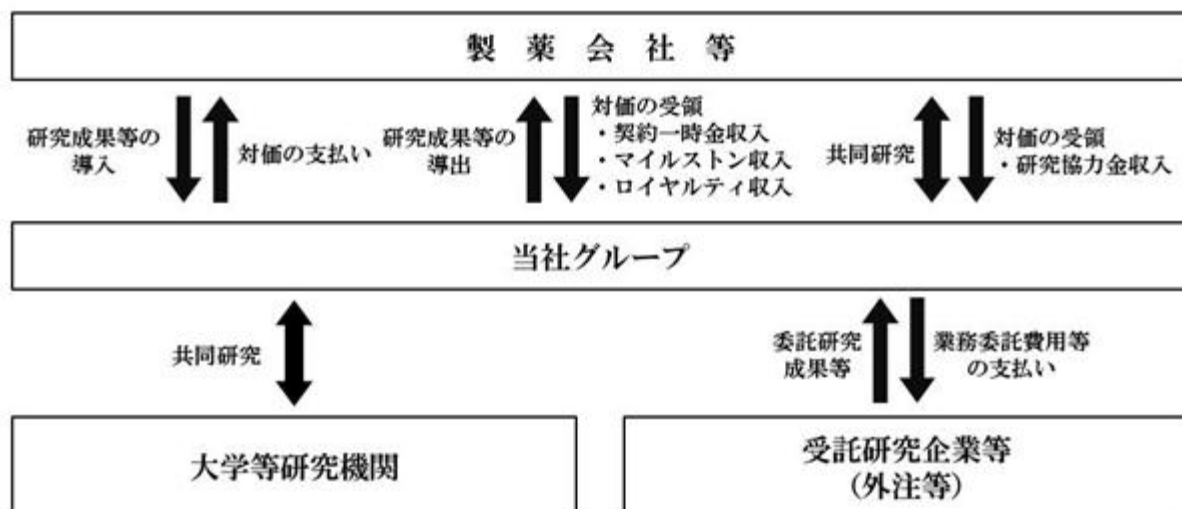 製薬会社等
研究成果等の
導入
対価の支払い
研究成果等の
導出
対価の受領
・契約一時金収入
・マイルストン収入
・ロイヤルティ収入
共同研究
対価の受領
・研究協力金収入
当社グループ
共同研究
委託研究
成果等
業務委託費用等
の支払い
大学等研究機関
受託研究企業等
（外注等）